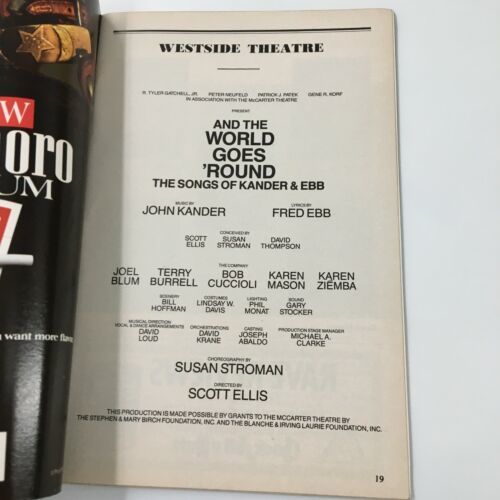 WESTSIDE THEATRE
R. TYLER GATCHELL, JR. PETER NEUFELD PATRICK J. PATEK GENE R. KORF
IN ASSOCIATION WITH THE McCARTER THEATRE
PRESENT
AND THE
WORLD
GOES
'ROUND
THE SONGS OF KANDER & EBB
MUSIC BY LYRICS BY
JOHN KANDER FRED EBB
CONCEIVED BY
SCOTT SUSAN DAVID
ELLIS STROMAN THOMPSON
THE COMPANY
JOEL TERRY BOB KAREN KAREN
BLUM BURRELL CUCCIOLI MASON ZIEMBA
SCENERY COSTUMES LIGHTING SOUND
BILL LINDSAY W. PHIL GARY
HOFFMAN DAVIS MONAT STOCKER
MUSICAL DIRECTION ORCHESTRATIONS CASTING PRODUCTION STAGE MANAGER
VOCAL & DANCE ARRANGEMENTS DAVID JOSEPH MICHAEL A.
DAVID KRANE ABALDO CLARKE
LOUD
CHOREOGRAPHY BY
SUSAN STROMAN
DIRECTED BY
SCOTT ELLIS
THIS PRODUCTION IS MADE POSSIBLE BY GRANTS TO THE McCARTER THEATRE BY
THE STEPHEN & MARY BIRCH FOUNDATION, INC. AND THE BLANCHE & IRVING LAURIE FOUNDATION, INC.
19
W
oro
UM
want more flavor